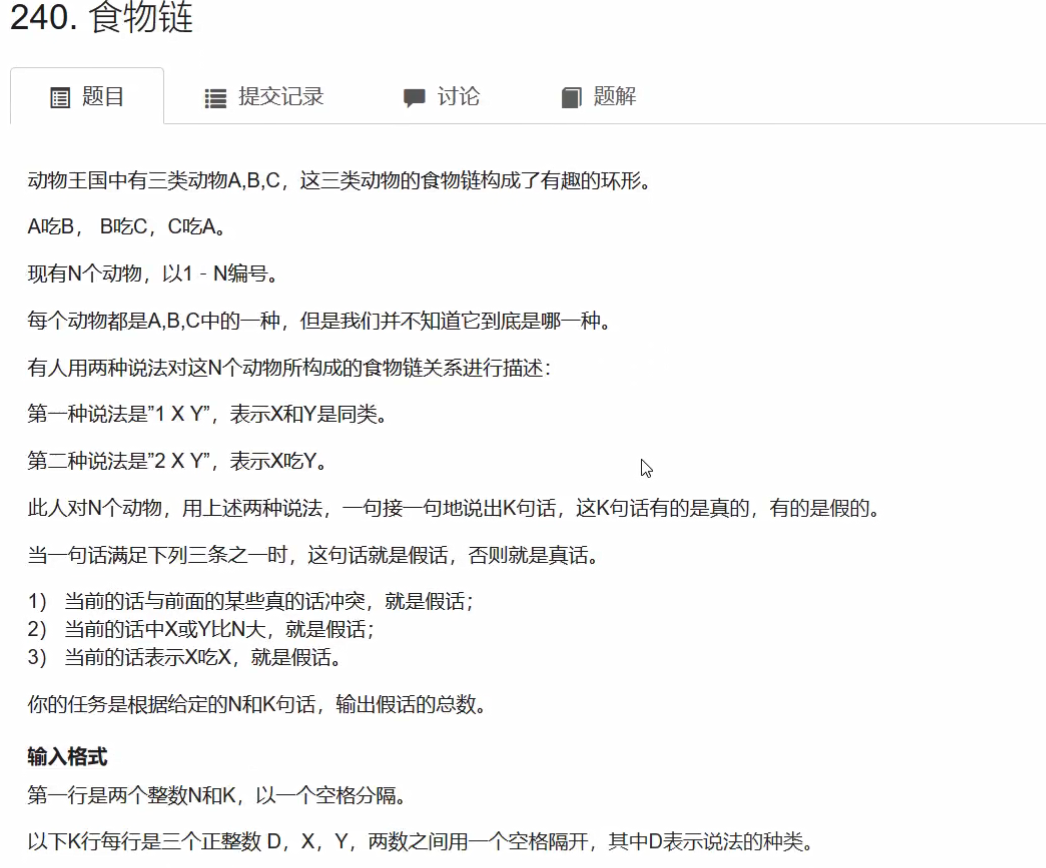 240. 食物链
题目 提交记录 讨论 题解
动物王国中有三类动物A,B,C，这三类动物的食物链构成了有趣的环形。
A吃B， B吃C，C吃A。
现有N个动物，以1 - N编号。
每个动物都是A,B,C中的一种，但是我们并不知道它到底是哪一种。
有人用两种说法对这N个动物所构成的食物链关系进行描述：
第一种说法是”1 X Y”，表示X和Y是同类。
第二种说法是”2 X Y”，表示X吃Y。
此人对N个动物，用上述两种说法，一句接一句地说出K句话，这K句话有的是真的，有的是假的。
当一句话满足下列三条之一时，这句话就是假话，否则就是真话。
1） 当前的话与前面的某些真的话冲突，就是假话；
2） 当前的话中X或Y比N大，就是假话；
3） 当前的话表示X吃X，就是假话。
你的任务是根据给定的N和K句话，输出假话的总数。
输入格式
第一行是两个整数N和K，以一个空格分隔。
以下K行每行是三个正整数 D，X，Y，两数之间用一个空格隔开，其中D表示说法的种类。